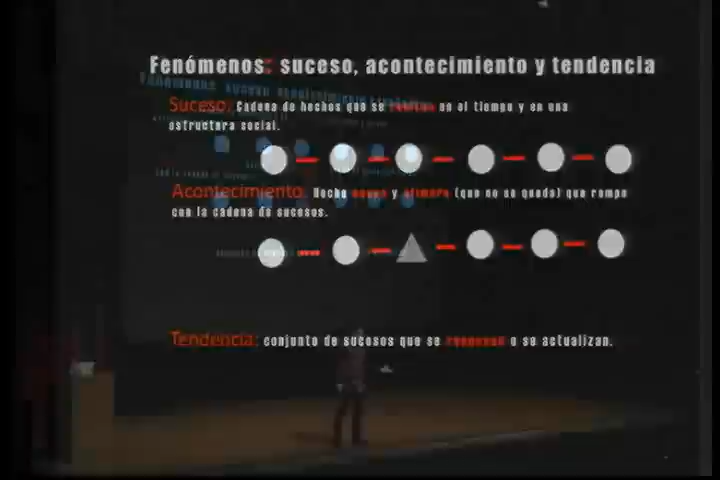 Fenómenos: suceso, acontecimiento y tendencia
Suceso: Cadena de hechos que se en el tiempo y en una
estructura social.
Acontecimiento: Hecho nuevo y efímero (que no se queda) que rompe
con la cadena de sucesos.
Tendencia: conjunto de sucesos que se renuevan o se actualizan.